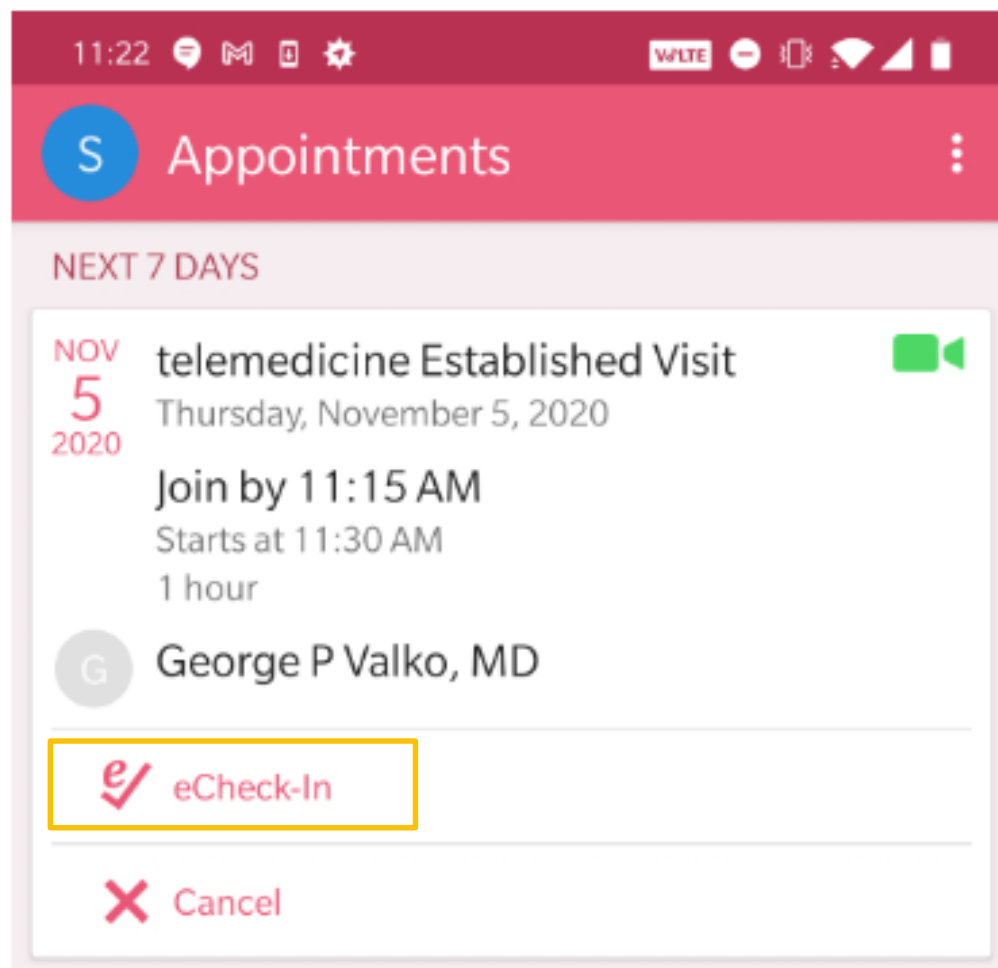 11:22
VoLTE
S Appointments
NEXT 7 DAYS
NOV
5
2020
telemedicine Established Visit
Thursday, November 5, 2020
Join by 11:15 AM
Starts at 11:30 AM
1 hour
G George P Valko, MD
eCheck-In
Cancel